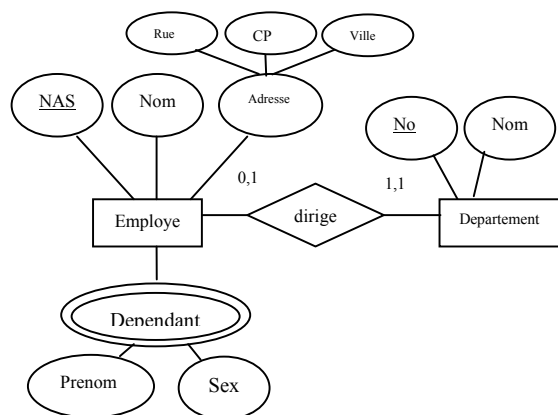 Rue
CP
Ville
NAS
Nom
Adresse
No
Nom
0,1
1,1
Employe
dirige
Departement
Dependant
Prenom
Sex